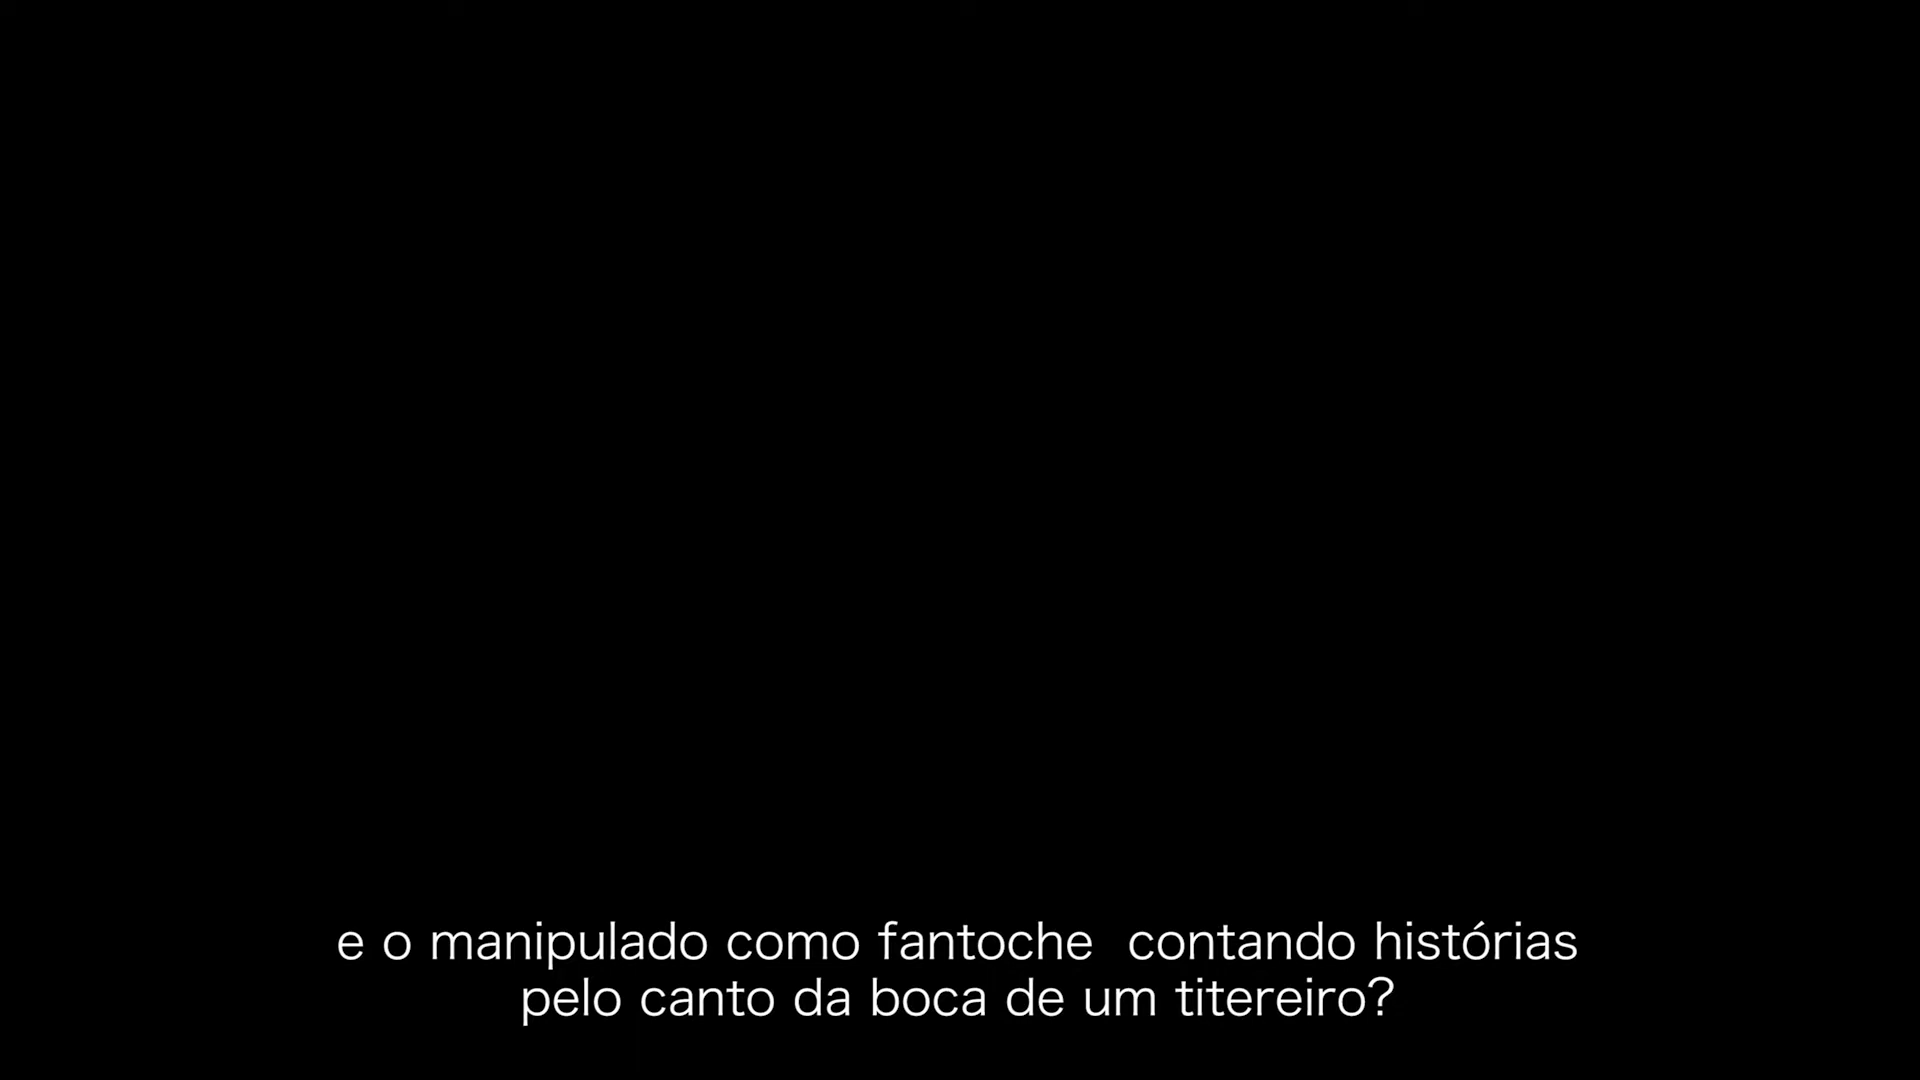 e o manipulado como fantoche  contando histórias
pelo canto da boca de um titereiro?